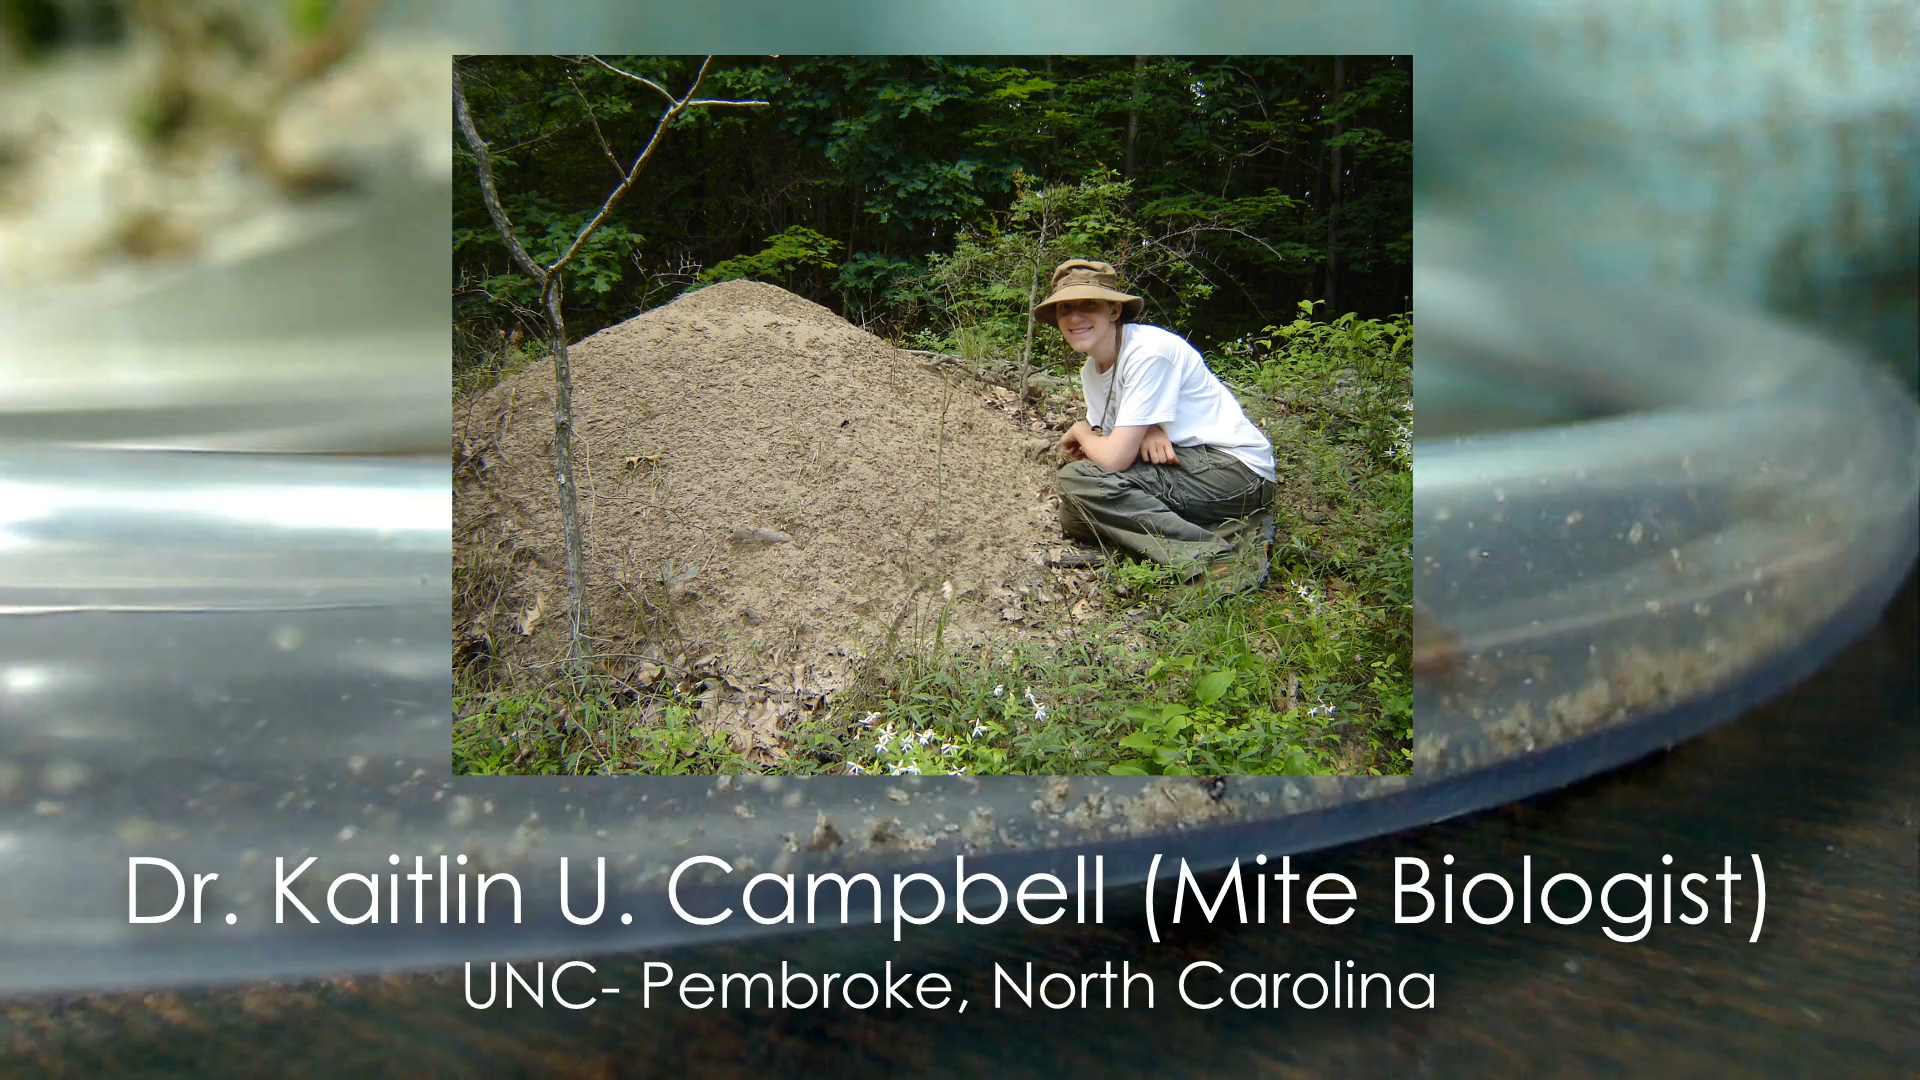 Dr. Kaitlin U. Campbell (Mite Biologist)
UNC- Pembroke, North Carolina